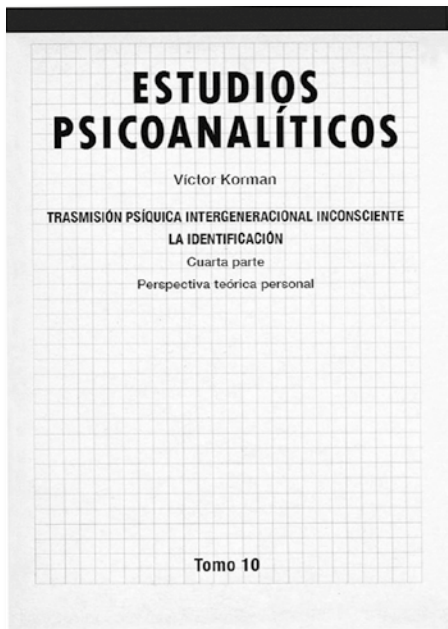 ESTUDIOS
PSICOANALÍTICOS
Víctor Korman
TRASMISIÓN PSÍQUICA INTERGENERACIONAL INCONSCIENTE
LA IDENTIFICACIÓN
Cuarta parte
Perspectiva teórica personal
Tomo 10